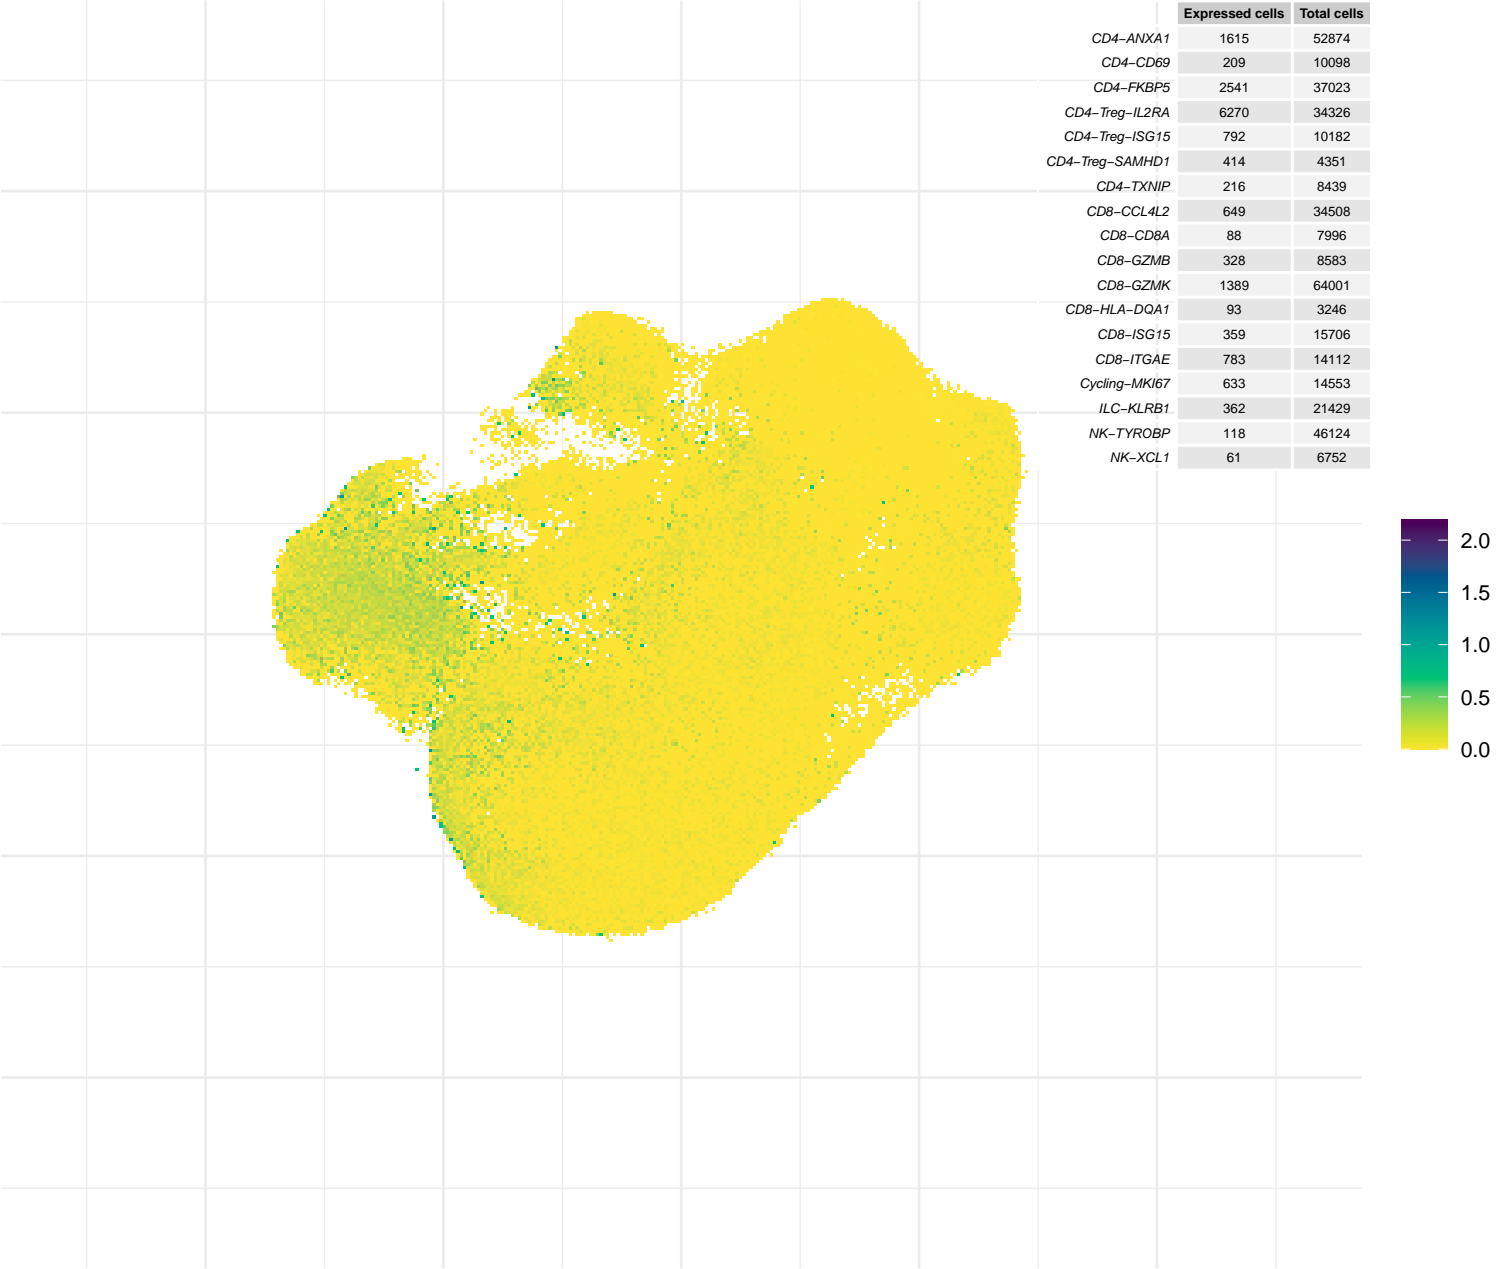 Expressed cells Total cells
CD4−ANXA1 1615 52874
CD4−CD69 209 10098
CD4−FKBP5 2541 37023
CD4−Treg−IL2RA 6270 34326
CD4−Treg−ISG15 792 10182
CD4−Treg−SAMHD1 414 4351
CD4−TXNIP 216 8439
CD8−CCL4L2 649 34508
CD8−CD8A 88 7996
CD8−GZMB 328 8583
CD8−GZMK 1389 64001
CD8−HLA−DQA1 93 3246
CD8−ISG15 359 15706
CD8−ITGAE 783 14112
Cycling−MKI67 633 14553
ILC−KLRB1 362 21429
NK−TYROBP 118 46124
NK−XCL1 61 6752
2.0
1.5
1.0
0.5
0.0